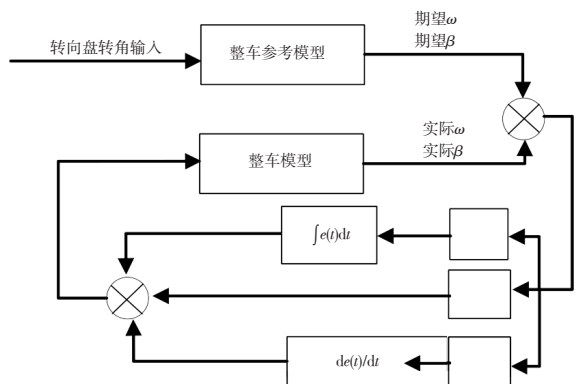 转向盘转角输入
整车参考模型
期望ω
期望β
实际ω
实际β
整车模型
∫e(t)dt
de(t)/dt